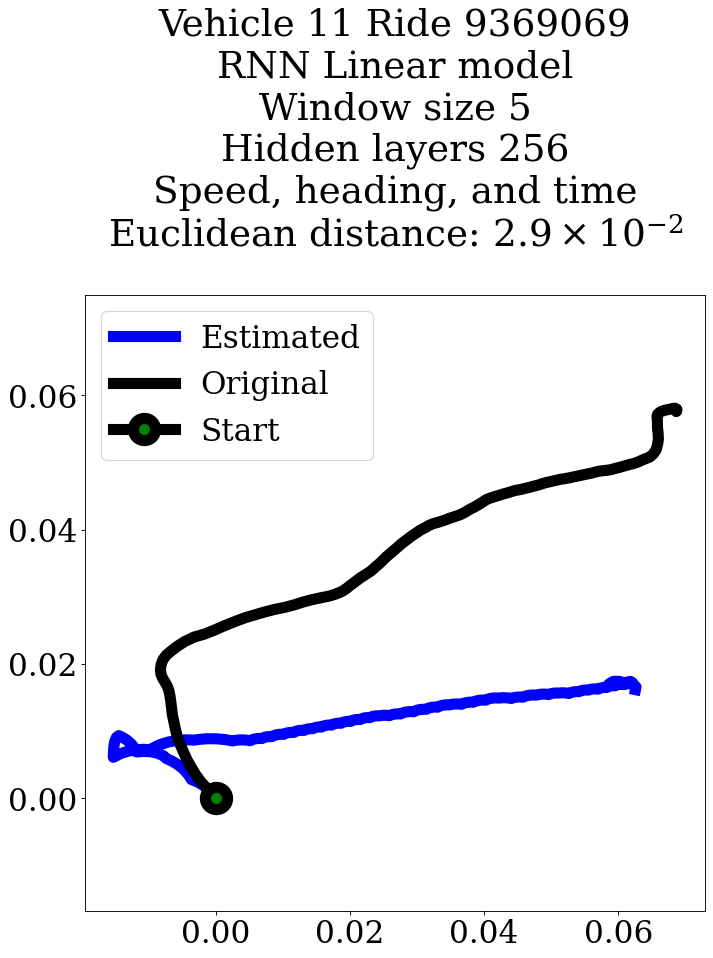 Vehicle 11 Ride 9369069
RNN Linear model
Window size 5
Hidden layers 256
Speed, heading, and time
Euclidean distance: 2.9 × 10⁻²
Estimated
Original
Start
0.06
0.04
0.02
0.00
0.00 0.02 0.04 0.06